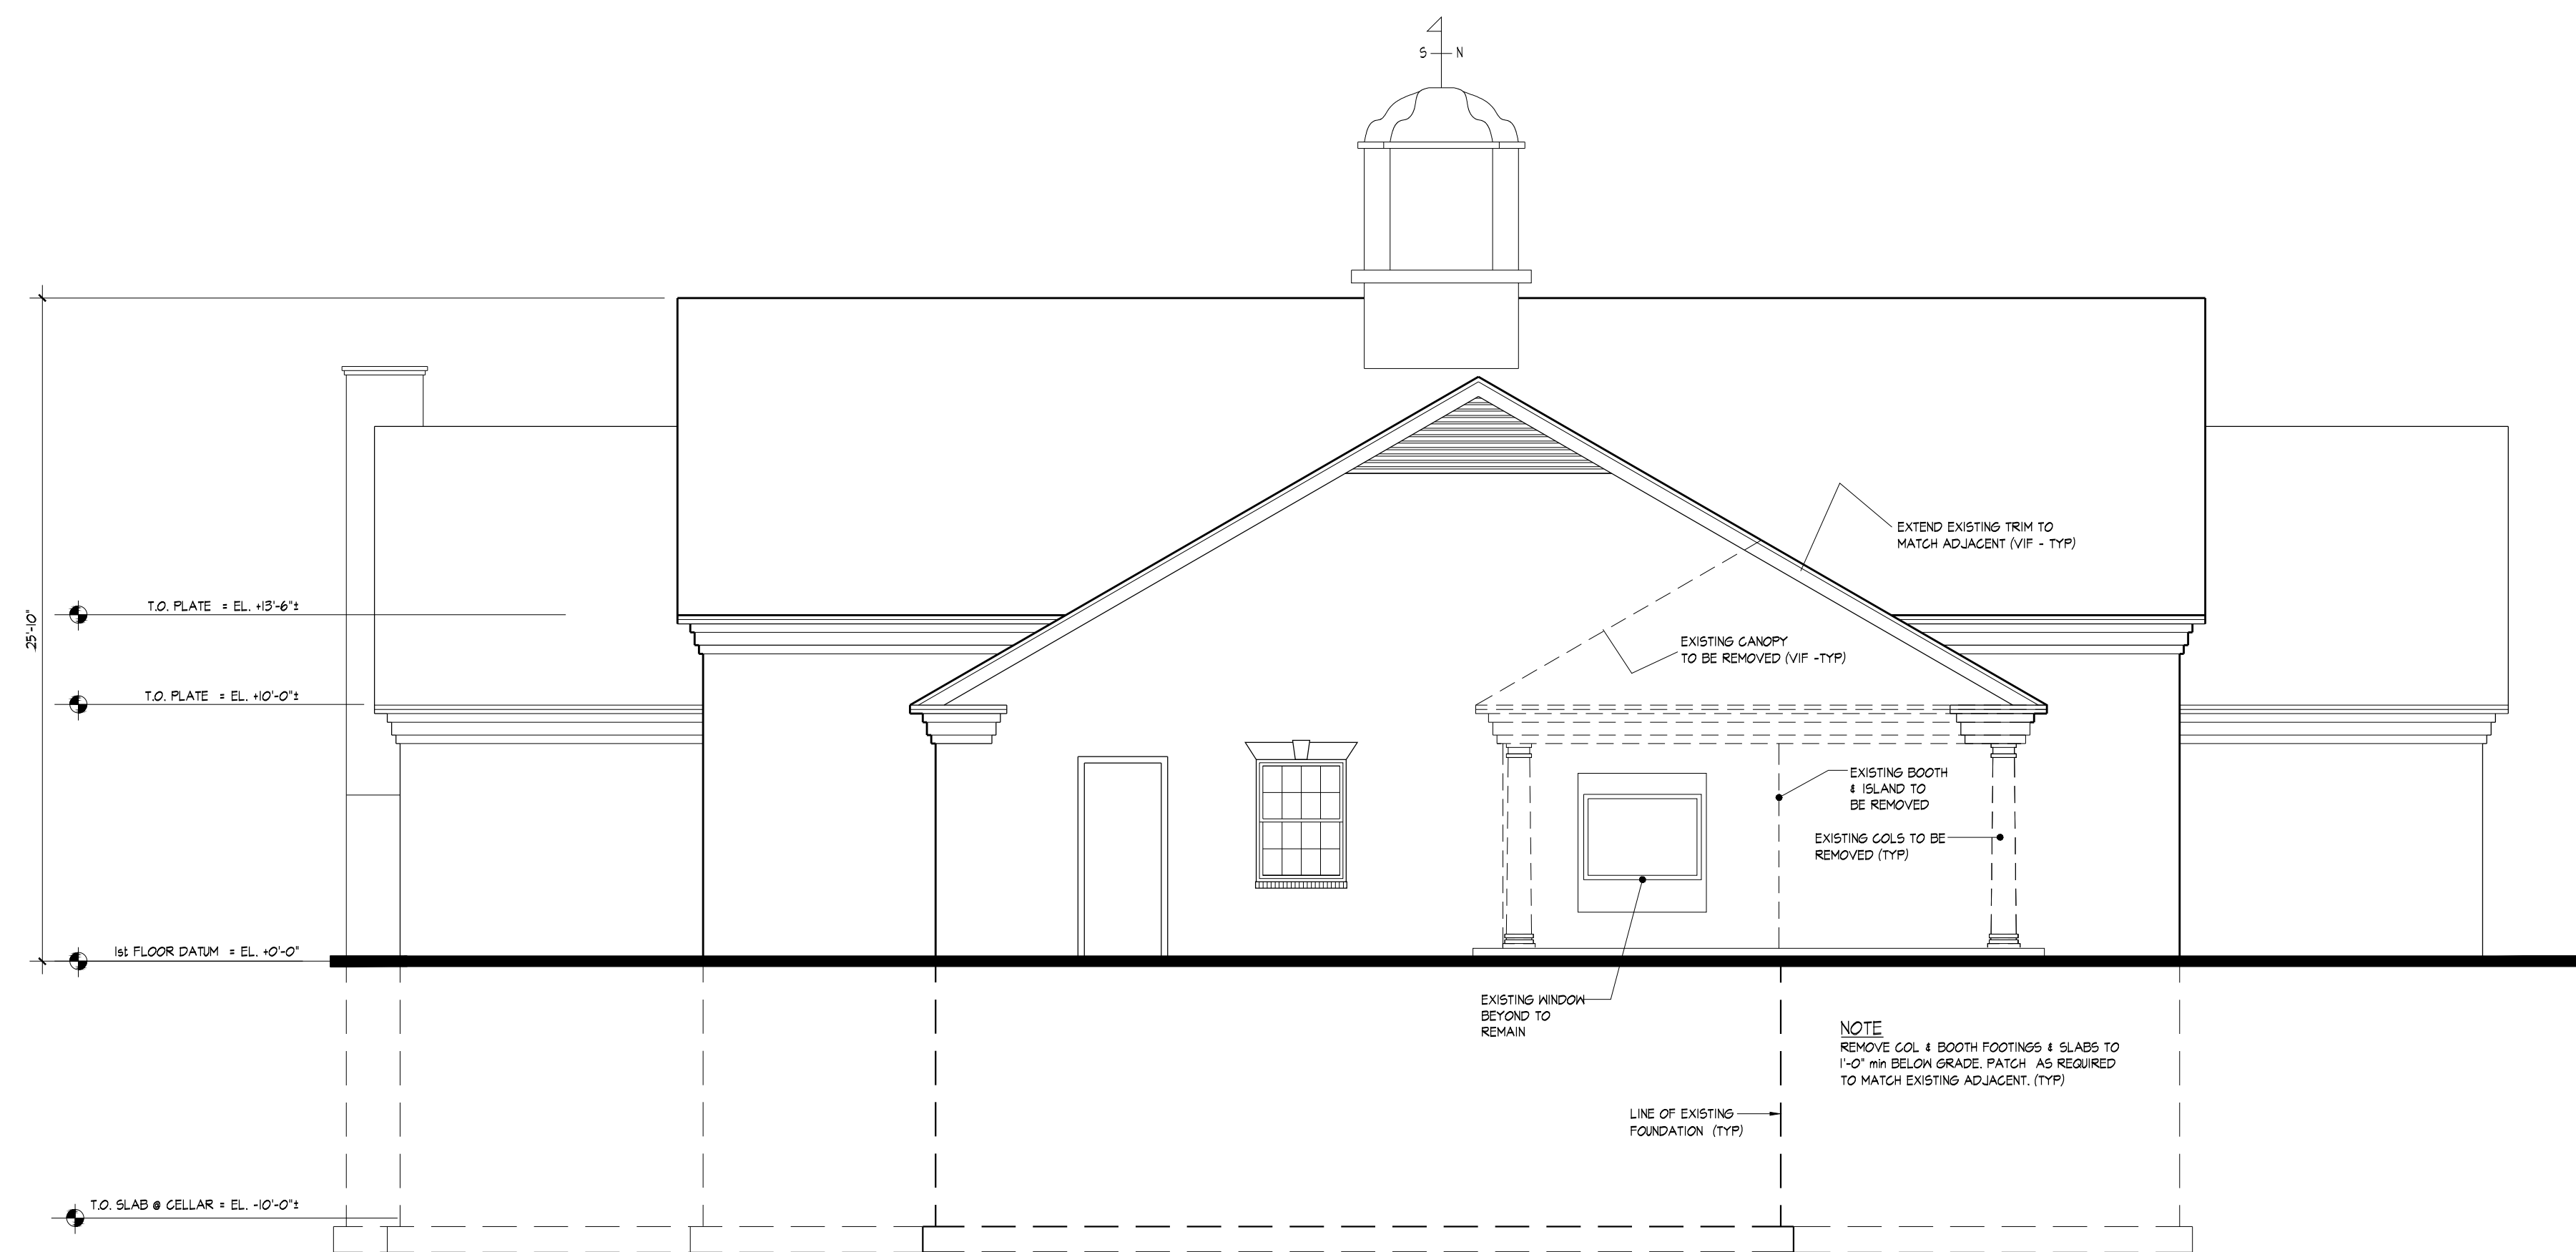 S N
EXTEND EXISTING TRIM TO
MATCH ADJACENT (VIF - TYP)
T.O. PLATE = EL. +13'-6"±
25'-10"
EXISTING CANOPY
TO BE REMOVED (VIF -TYP)
T.O. PLATE = EL. +10'-0"±
EXISTING BOOTH
& ISLAND TO
BE REMOVED
EXISTING COLS TO BE
REMOVED (TYP)
1st FLOOR DATUM = EL. +0'-0"
EXISTING WINDOW
BEYOND TO
REMAIN
NOTE
REMOVE COL & BOOTH FOOTINGS & SLABS TO
1'-0" min BELOW GRADE. PATCH AS REQUIRED
TO MATCH EXISTING ADJACENT. (TYP)
LINE OF EXISTING
FOUNDATION (TYP)
T.O. SLAB @ CELLAR = EL. -10'-0"±